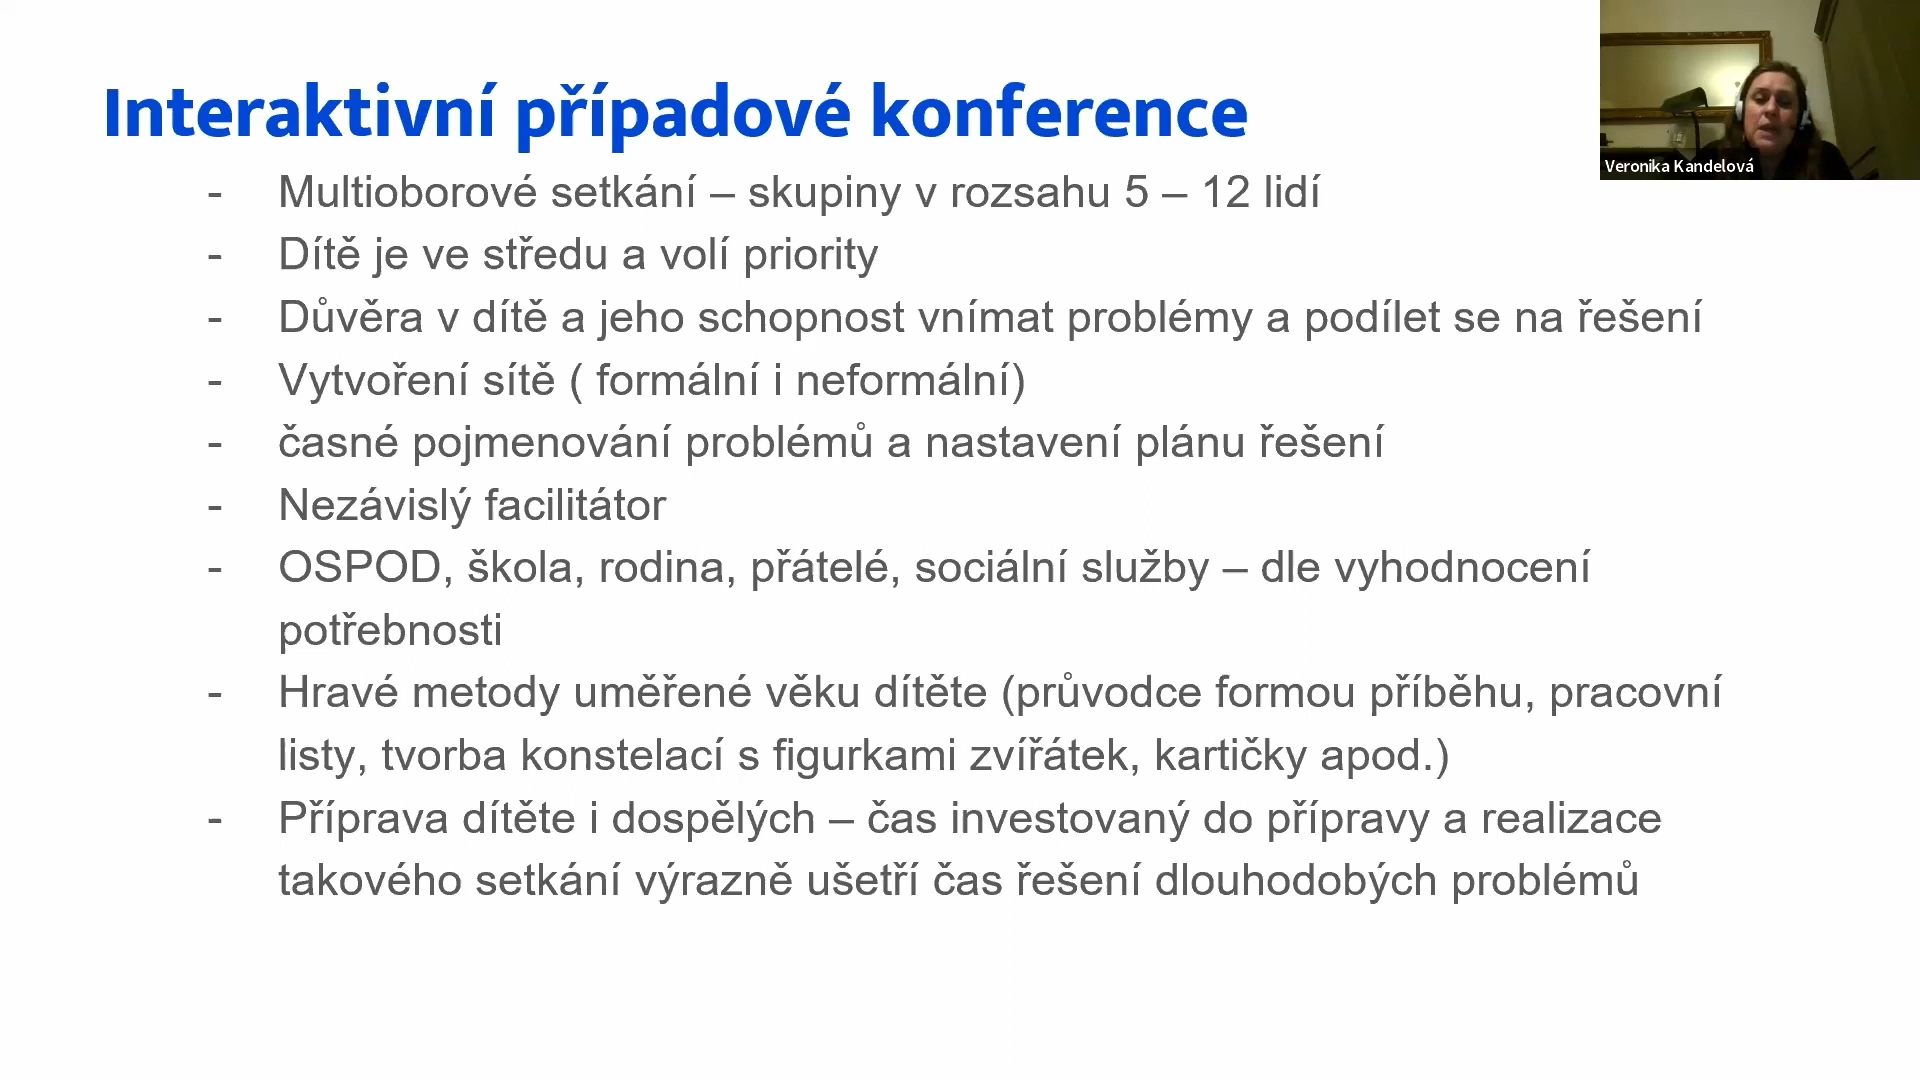 Interaktivní případové konference
Veronika Kandelová
- Multioborové setkání – skupiny v rozsahu 5 – 12 lidí
- Dítě je ve středu a volí priority
- Důvěra v dítě a jeho schopnost vnímat problémy a podílet se na řešení
- Vytvoření sítě ( formální i neformální)
- časné pojmenování problémů a nastavení plánu řešení
- Nezávislý facilitátor
- OSPOD, škola, rodina, přátelé, sociální služby – dle vyhodnocení
potřebnosti
- Hravé metody uměřené věku dítěte (průvodce formou příběhu, pracovní
listy, tvorba konstelací s figurkami zvířátek, kartičky apod.)
- Příprava dítěte i dospělých – čas investovaný do přípravy a realizace
takového setkání výrazně ušetří čas řešení dlouhodobých problémů